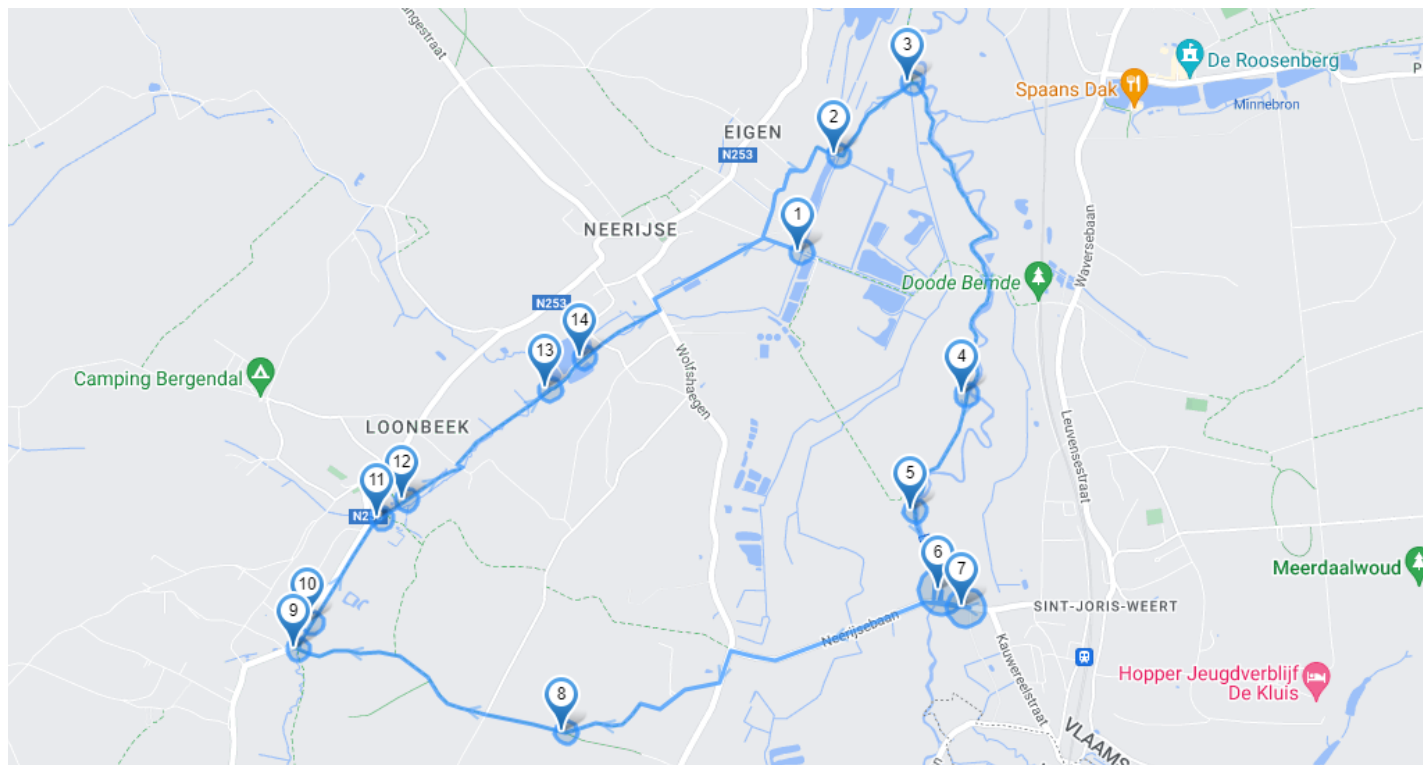 3
De Roosenberg
P
Spaans Dak
Minnebron
2
EIGEN
N253
1
NEERIJSE
Waversebaan
Doode Bemde
N253
14
13
Wolfshaegen
4
Camping Bergendal
LOONBEEK
Leuvensestraat
12
11
5
6
7
Meerdaalwoud
10
9
SINT-JORIS-WEERT
Neerijsebaan
Kauwereelstraat
Hopper Jeugdverblijf
De Kluis
8
VLAAMS